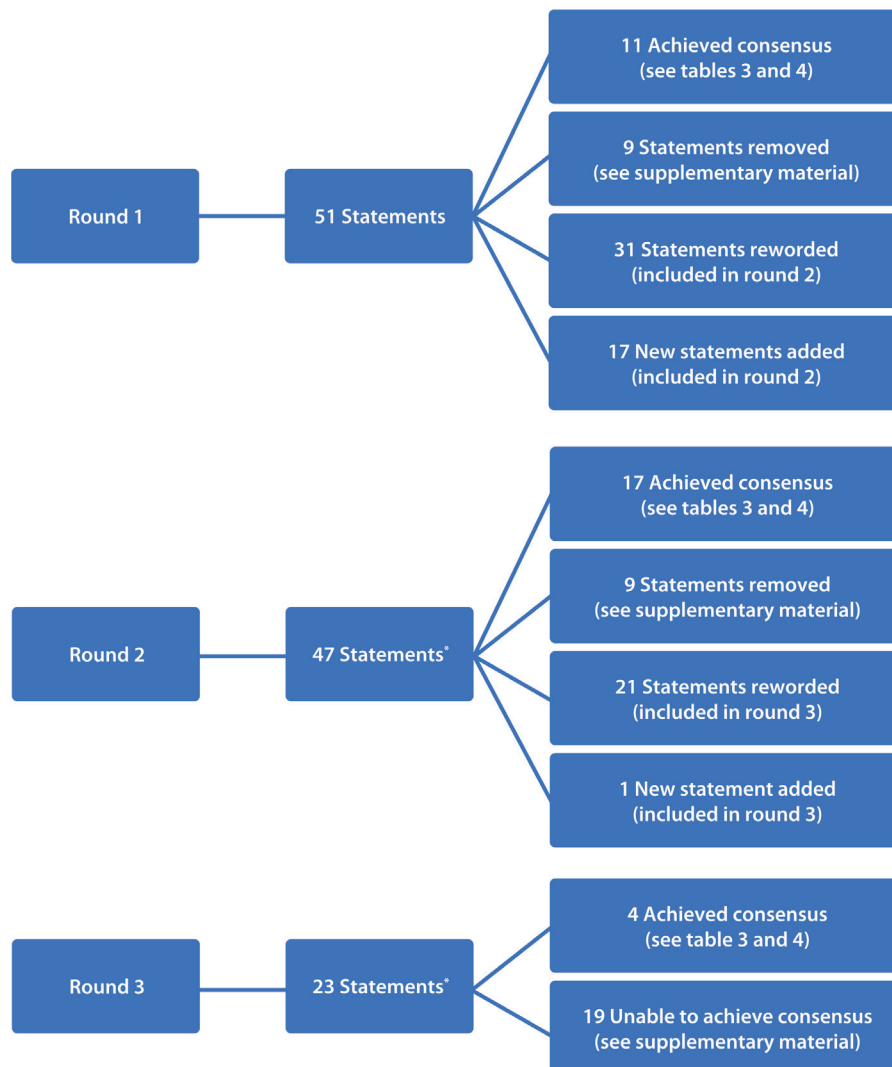 Round 1
51 Statements
11 Achieved consensus
(see tables 3 and 4)
9 Statements removed
(see supplementary material)
31 Statements reworded
(included in round 2)
17 New statements added
(included in round 2)
Round 2
47 Statements*
17 Achieved consensus
(see tables 3 and 4)
9 Statements removed
(see supplementary material)
21 Statements reworded
(included in round 3)
1 New statement added
(included in round 3)
Round 3
23 Statements*
4 Achieved consensus
(see table 3 and 4)
19 Unable to achieve consensus
(see supplementary material)